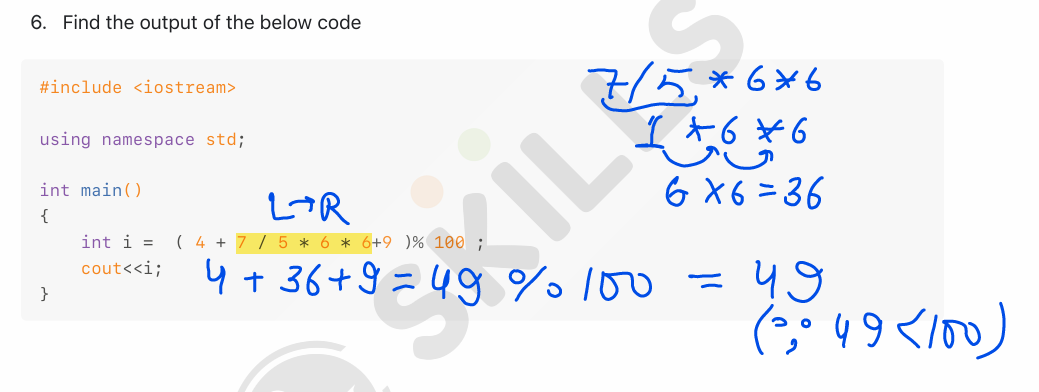 6. Find the output of the below code
#include <iostream>
7/5 * 6 * 6
using namespace std;
1 * 6 * 6
int main()
6 × 6 = 36
{
L→R
int i = ( 4 + 7 / 5 * 6 * 6+9 )% 100 ;
cout<<i;
4 + 36 + 9 = 49 % 100 = 49
}
(∵ 49 < 100)
SKILLS